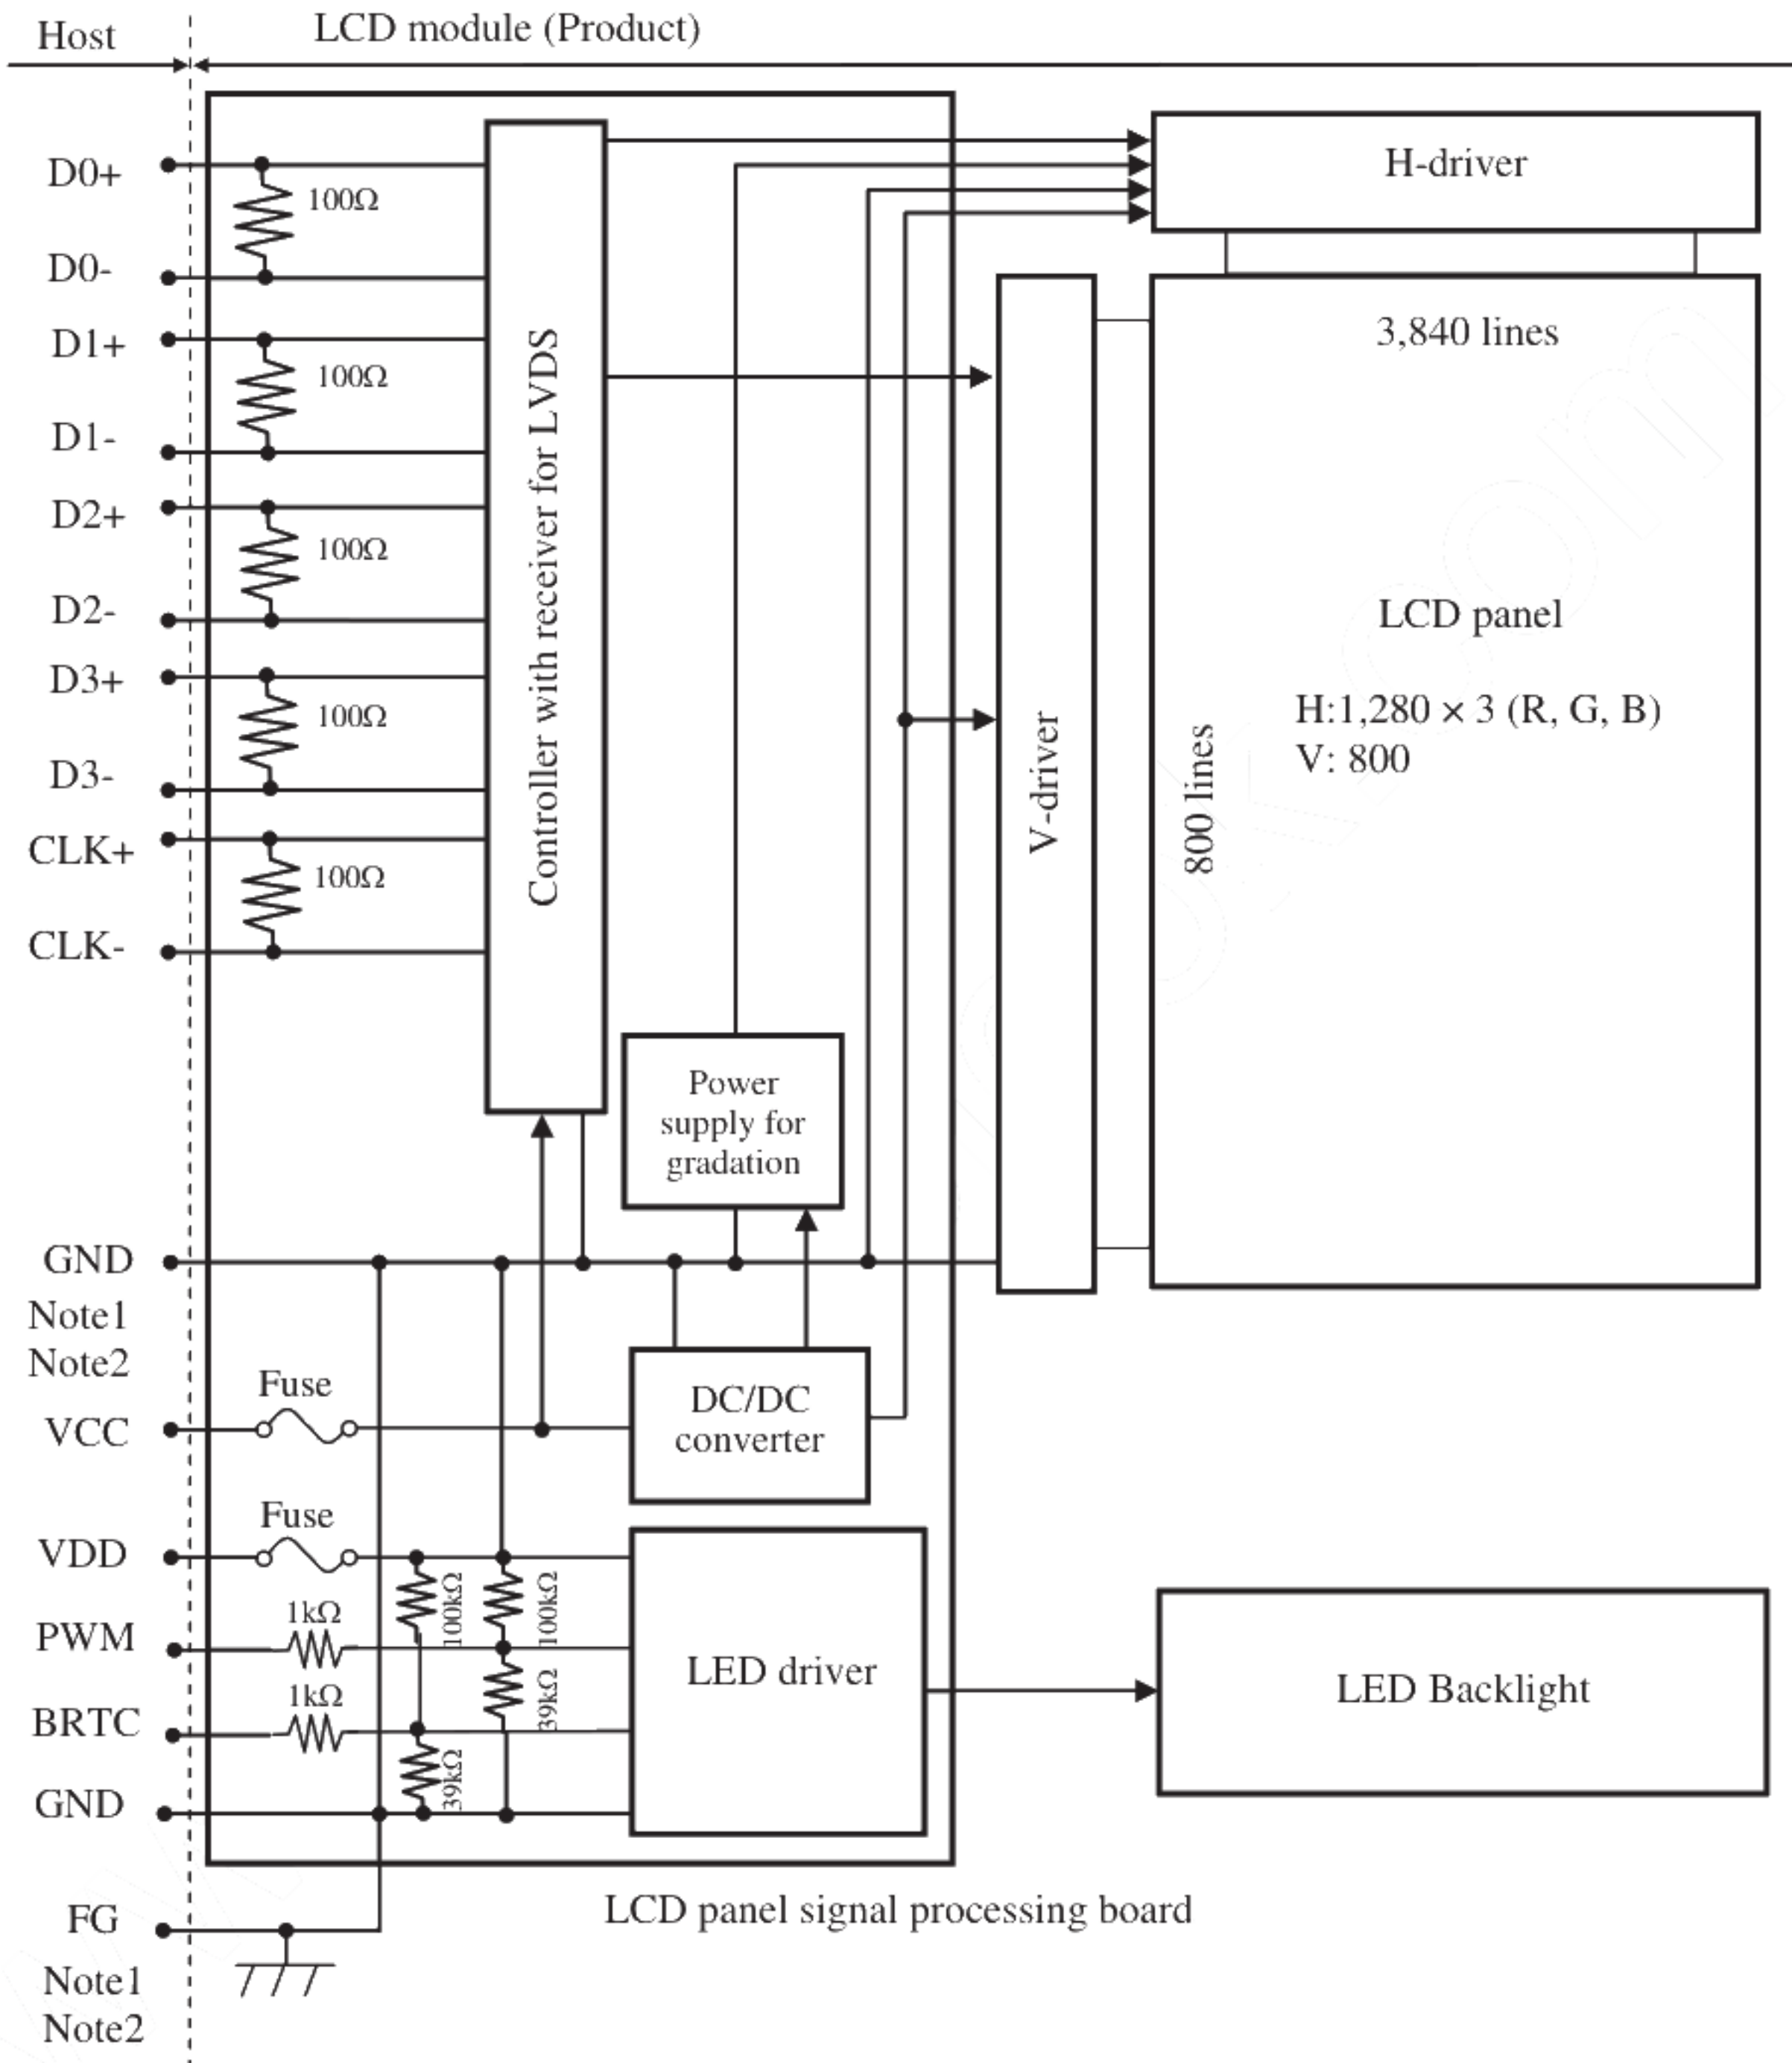 Host
LCD module (Product)
D0+
100Ω
D0-
D1+
100Ω
D1-
D2+
100Ω
D2-
D3+
100Ω
D3-
CLK+
100Ω
CLK-
Controller with receiver for LVDS
H-driver
3,840 lines
LCD panel
H:1,280 × 3 (R, G, B)
V: 800
800 lines
V-driver
Power
supply for
gradation
GND
Note1
Note2
Fuse
VCC
DC/DC
converter
Fuse
VDD
100kΩ
100kΩ
1kΩ
PWM
39kΩ
1kΩ
BRTC
39kΩ
GND
LED driver
LED Backlight
LCD panel signal processing board
FG
Note1
Note2